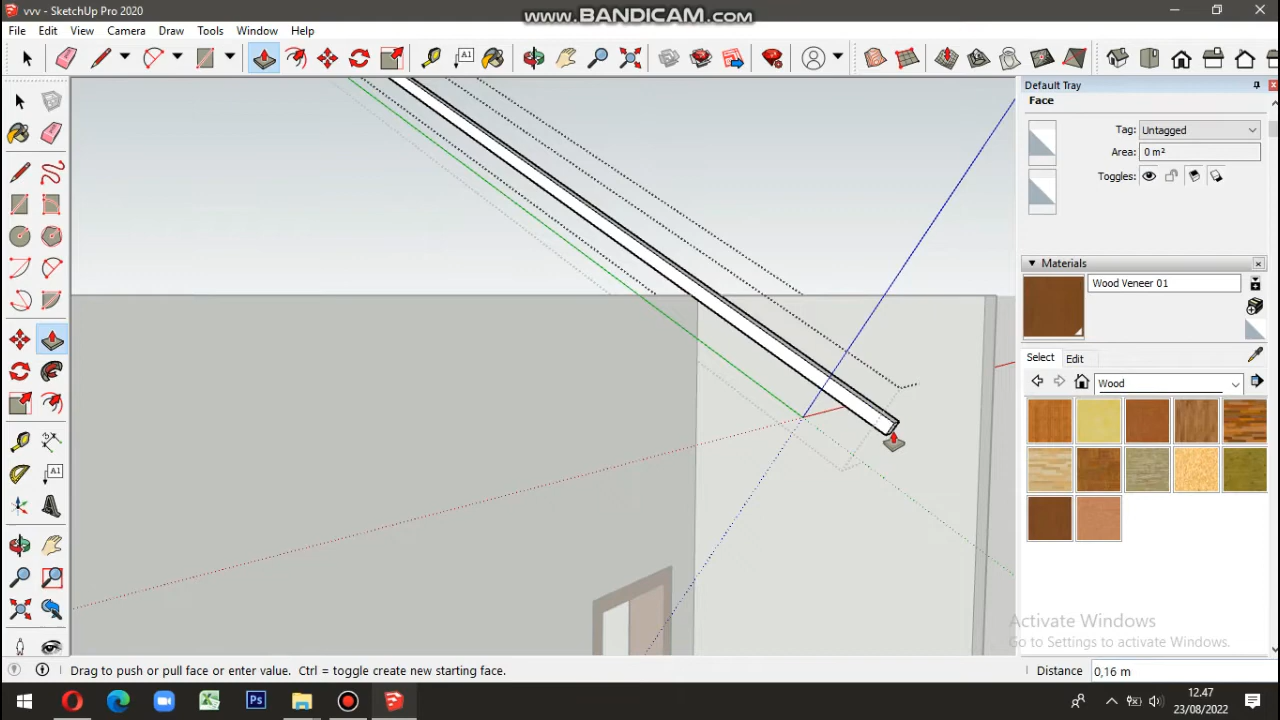 vvv - SketchUp Pro 2020
www.BANDICAM.com
File Edit View Camera Draw Tools Window Help
Default Tray
Face
Tag: Untagged
Area: 0 m²
Toggles:
Materials
Wood Veneer 01
Select Edit
Wood
A1
A1
Activate Windows
Go to Settings to activate Windows.
Drag to push or pull face or enter value. Ctrl = toggle create new starting face.
Distance 0,16 m
Ps
12.47
23/08/2022